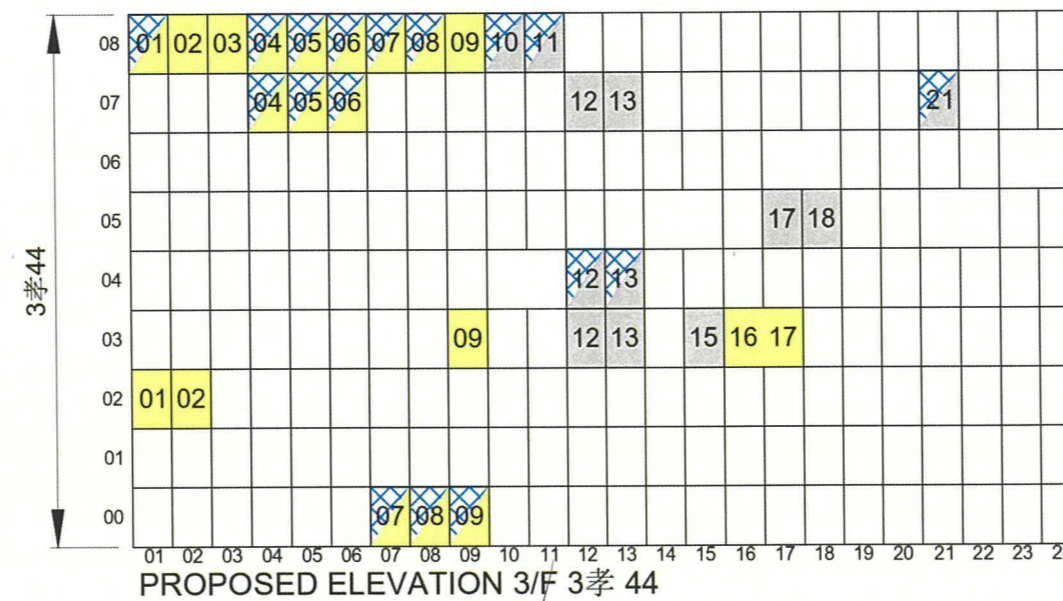 08 01 02 03 04 05 06 07 08 09 10 11
07 04 05 06 12 13 21
06
05 17 18
3孝44
04 12 13
03 09 12 13 15 16 17
02 01 02
01
00 07 08 09
01 02 03 04 05 06 07 08 09 10 11 12 13 14 15 16 17 18 19 20 21 22 23
PROPOSED ELEVATION 3/F 3孝 44